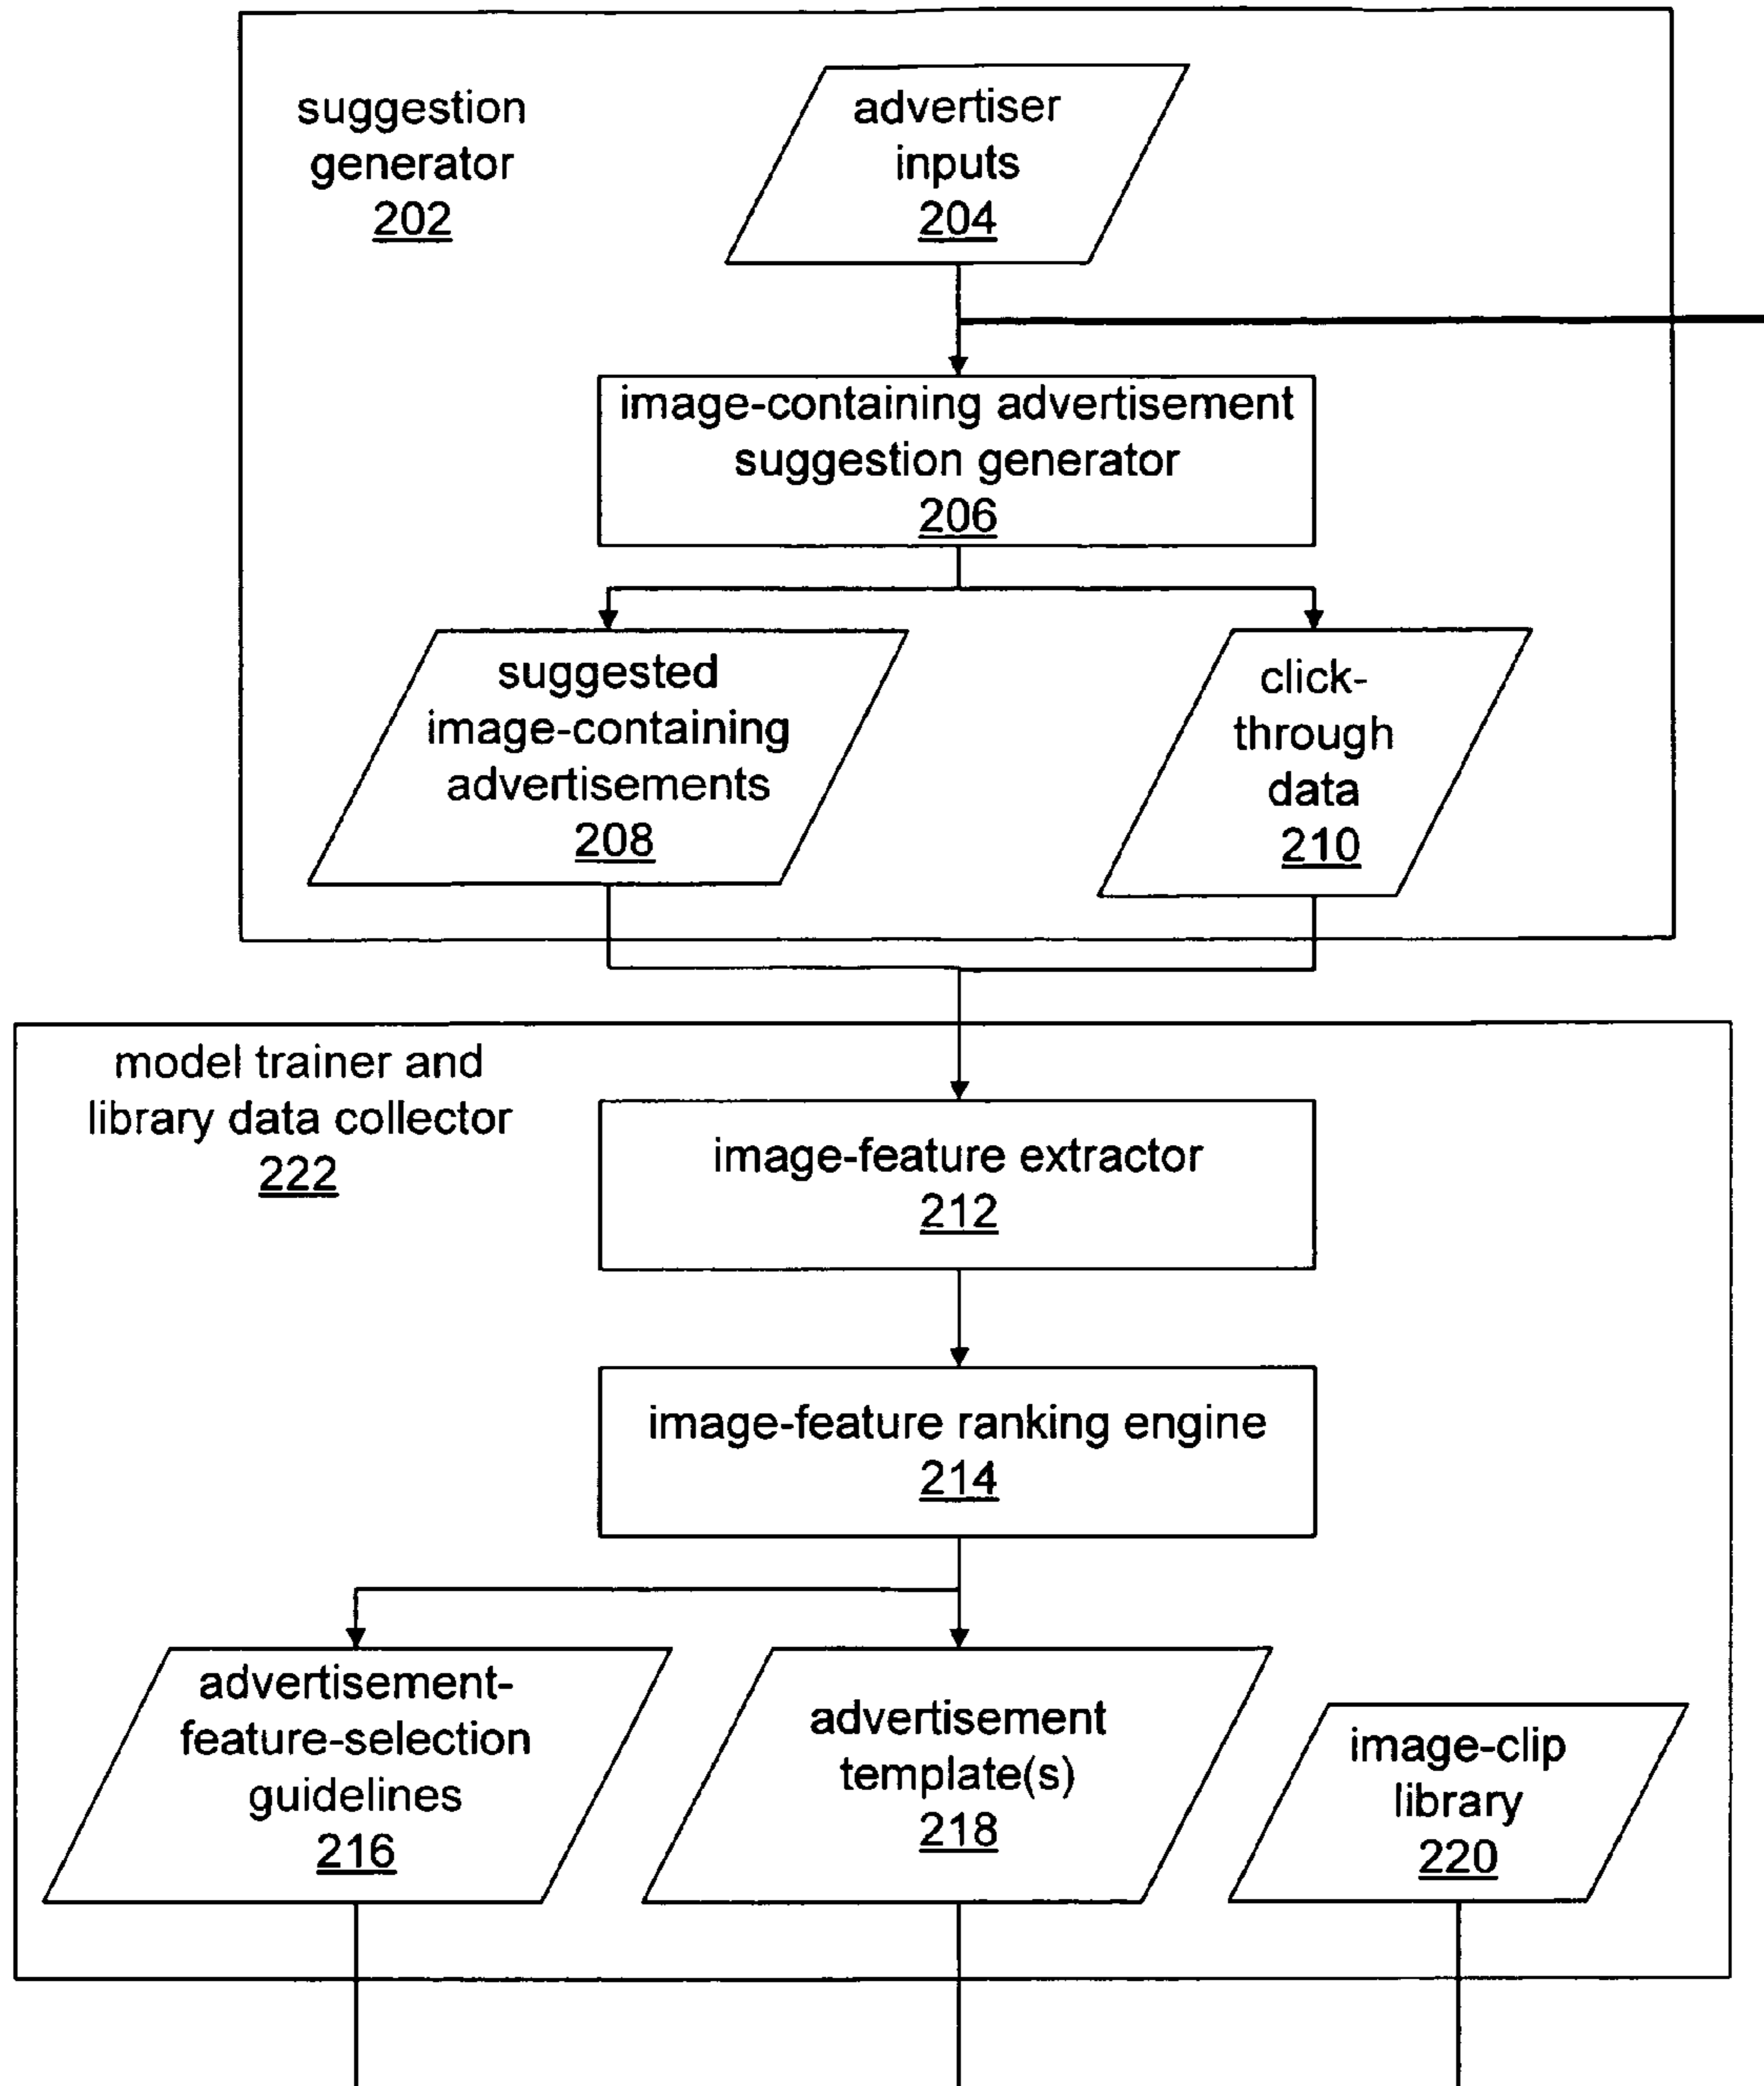 suggestion
generator
202
advertiser
inputs
204
image-containing advertisement
suggestion generator
206
suggested
image-containing
advertisements
208
click-
through
data
210
model trainer and
library data collector
222
image-feature extractor
212
image-feature ranking engine
214
advertisement-
feature-selection
guidelines
216
advertisement
template(s)
218
image-clip
library
220